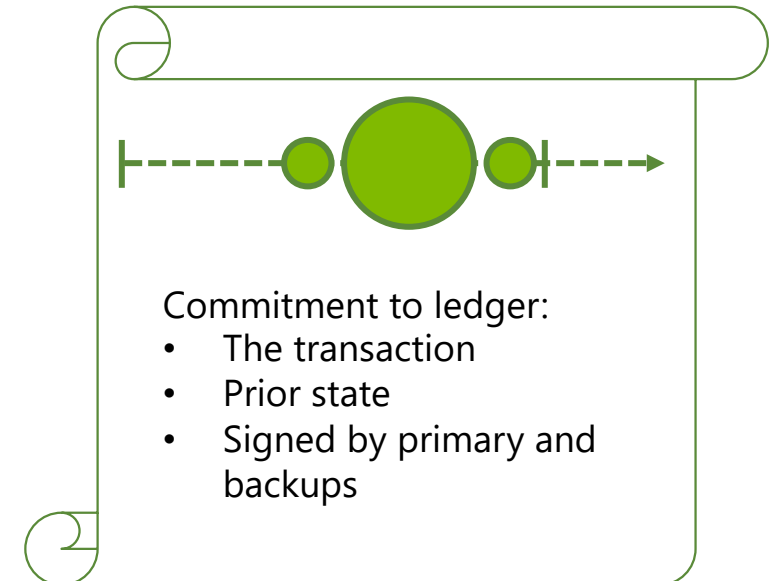 Commitment to ledger:
• The transaction
• Prior state
• Signed by primary and
backups